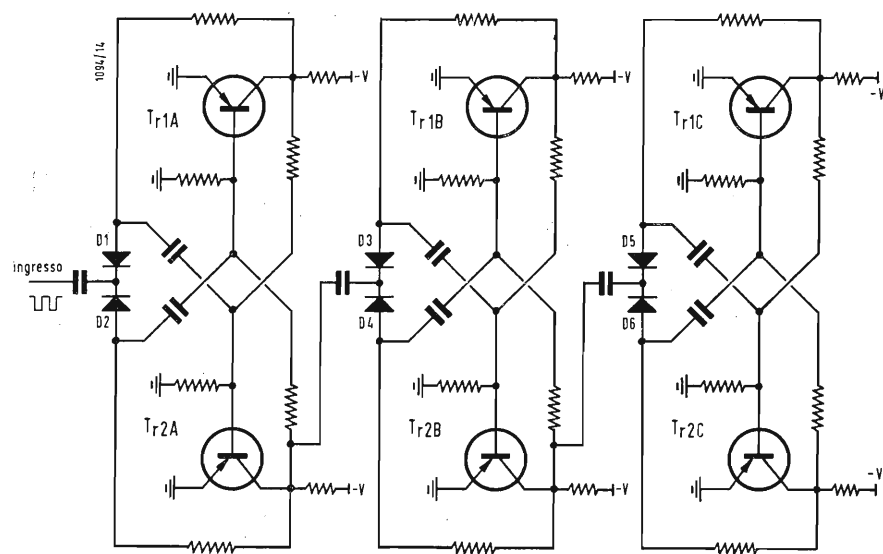 1094/14
Tr1A
-V
Tr1B
-V
Tr1C
-V
D1
D3
D5
ingresso
D2
D4
D6
Tr2A
-V
Tr2B
-V
Tr2C
-V